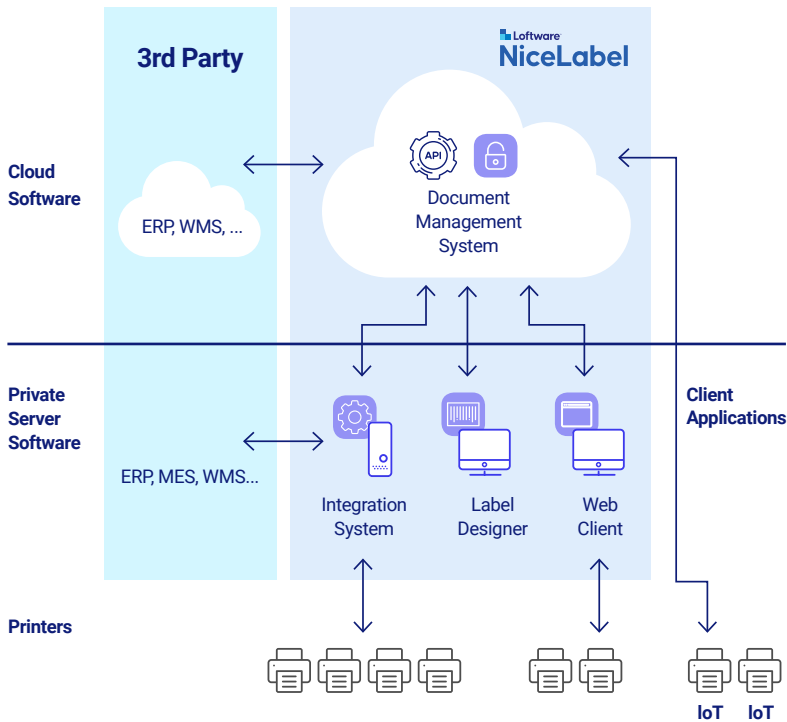 3rd Party
Loftware
NiceLabel
API
Cloud
Software
ERP, WMS, ...
Document
Management
System
Private
Server
Software
Client
Applications
ERP, MES, WMS...
Integration
System
Label
Designer
Web
Client
Printers
IoT
IoT